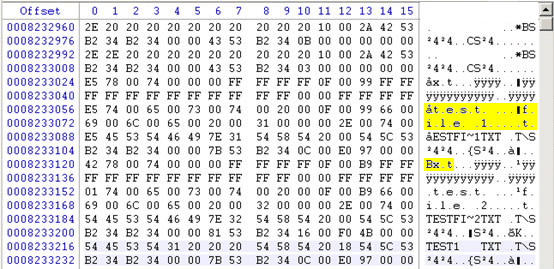 Offset 0 1 2 3 4 5 6 7 8 9 10 11 12 13 14 15
0008232960 2E 20 20 20 20 20 20 20 20 20 20 10 00 2A 42 53 . ..*BS
0008232976 B2 34 B2 34 00 00 43 53 B2 34 0B 00 00 00 00 00 ²4²4..CS²4......
0008232992 2E 2E 20 20 20 20 20 20 20 20 20 10 00 2A 42 53 .. ..*BS
0008233008 B2 34 B2 34 00 00 43 53 B2 34 03 00 00 00 00 00 ²4²4..CS²4......
0008233024 E5 78 00 74 00 00 00 FF FF FF FF 0F 00 99 FF FF åx.t...ÿÿÿÿ..ÿÿ
0008233040 FF FF FF FF FF FF FF FF FF FF 00 00 FF FF FF FF ÿÿÿÿÿÿÿÿÿÿ..ÿÿÿÿ
0008233056 E5 74 00 65 00 73 00 74 00 20 00 0F 00 99 66 00 åt.e.s.t. ...f.
0008233072 69 00 6C 00 65 00 20 00 31 00 00 00 2E 00 74 00 i.l.e. .1.....t.
0008233088 E5 45 53 54 46 49 7E 31 54 58 54 20 00 54 5C 53 åESTFI~1TXT .T\S
0008233104 B2 34 B2 34 00 00 7B 53 B2 34 0C 00 E0 97 00 00 ²4²4..{S²4..à..
0008233120 42 78 00 74 00 00 00 FF FF FF FF 0F 00 B9 FF FF Bx.t...ÿÿÿÿ..¹ÿÿ
0008233136 FF FF FF FF FF FF FF FF FF FF 00 00 FF FF FF FF ÿÿÿÿÿÿÿÿÿÿ..ÿÿÿÿ
0008233152 01 74 00 65 00 73 00 74 00 20 00 0F 00 B9 66 00 .t.e.s.t. ...¹f.
0008233168 69 00 6C 00 65 00 20 00 32 00 00 00 2E 00 74 00 i.l.e. .2.....t.
0008233184 54 45 53 54 46 49 7E 32 54 58 54 20 00 54 5C 53 TESTFI~2TXT .T\S
0008233200 B2 34 B2 34 00 00 81 53 B2 34 16 00 F0 4B 00 00 ²4²4..S²4..ðK..
0008233216 54 45 53 54 31 20 20 20 54 58 54 20 18 54 5C 53 TEST1 TXT .T\S
0008233232 B2 34 B2 34 00 00 7B 53 B2 34 0C 00 E0 97 00 00 ²4²4..{S²4..à..